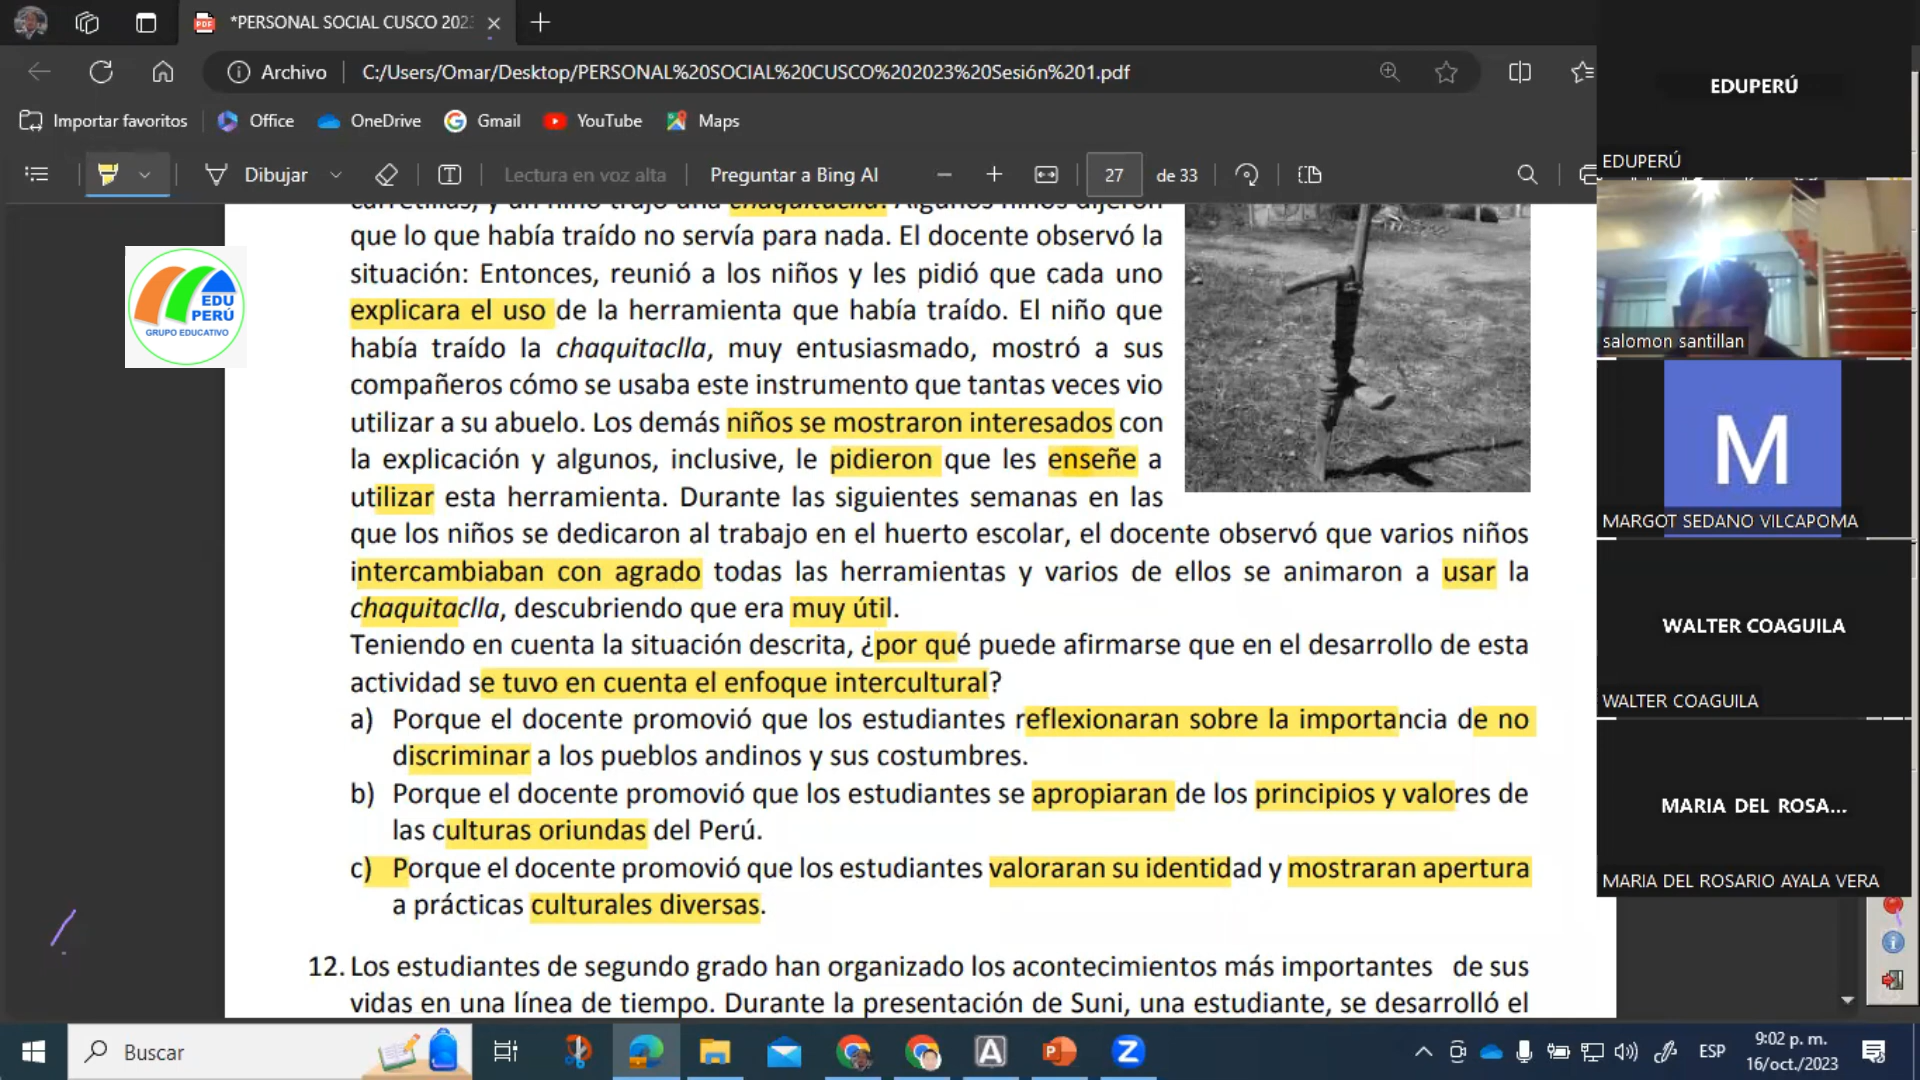 *PERSONAL SOCIAL CUSCO 202
Archivo
C:/Users/Omar/Desktop/PERSONAL%20SOCIAL%20CUSCO%202023%20Sesión%201.pdf
Importar favoritos
Office
OneDrive
Gmail
YouTube
Maps
Dibujar
Lectura en voz alta
Preguntar a Bing AI
27
de 33
EDU
PERÚ
GRUPO EDUCATIVO
carretillas, y un niño trajo una chaquitaclla. Algunos niños dijeron
que lo que había traído no servía para nada. El docente observó la
situación: Entonces, reunió a los niños y les pidió que cada uno
explicara el uso de la herramienta que había traído. El niño que
había traído la chaquitaclla, muy entusiasmado, mostró a sus
compañeros cómo se usaba este instrumento que tantas veces vio
utilizar a su abuelo. Los demás niños se mostraron interesados con
la explicación y algunos, inclusive, le pidieron que les enseñe a
utilizar esta herramienta. Durante las siguientes semanas en las
que los niños se dedicaron al trabajo en el huerto escolar, el docente observó que varios niños
intercambiaban con agrado todas las herramientas y varios de ellos se animaron a usar la
chaquitaclla, descubriendo que era muy útil.
Teniendo en cuenta la situación descrita, ¿por qué puede afirmarse que en el desarrollo de esta
actividad se tuvo en cuenta el enfoque intercultural?
a) Porque el docente promovió que los estudiantes reflexionaran sobre la importancia de no
discriminar a los pueblos andinos y sus costumbres.
b) Porque el docente promovió que los estudiantes se apropiaran de los principios y valores de
las culturas oriundas del Perú.
c) Porque el docente promovió que los estudiantes valoraran su identidad y mostraran apertura
a prácticas culturales diversas.
12. Los estudiantes de segundo grado han organizado los acontecimientos más importantes de sus
vidas en una línea de tiempo. Durante la presentación de Suni, una estudiante, se desarrolló el
EDUPERÚ
EDUPERÚ
salomon santillan
M
MARGOT SEDANO VILCAPOMA
WALTER COAGUILA
WALTER COAGUILA
MARIA DEL ROSA...
MARIA DEL ROSARIO AYALA VERA
Buscar
ESP
9:02 p. m.
16/oct./2023